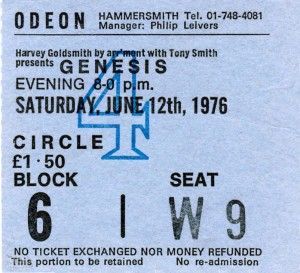 ODEON HAMMERSMITH Tel. 01-748-4081
Manager: Philip Leivers
Harvey Goldsmith by arr ment with Tony Smith
presents GENESIS
EVENING 8-0 p.m.
SATURDAY, JUNE 12th, 1976
4
CIRCLE
£1·50
BLOCK SEAT
6 W 9
NO TICKET EXCHANGED NOR MONEY REFUNDED
This portion to be retained No re-admission